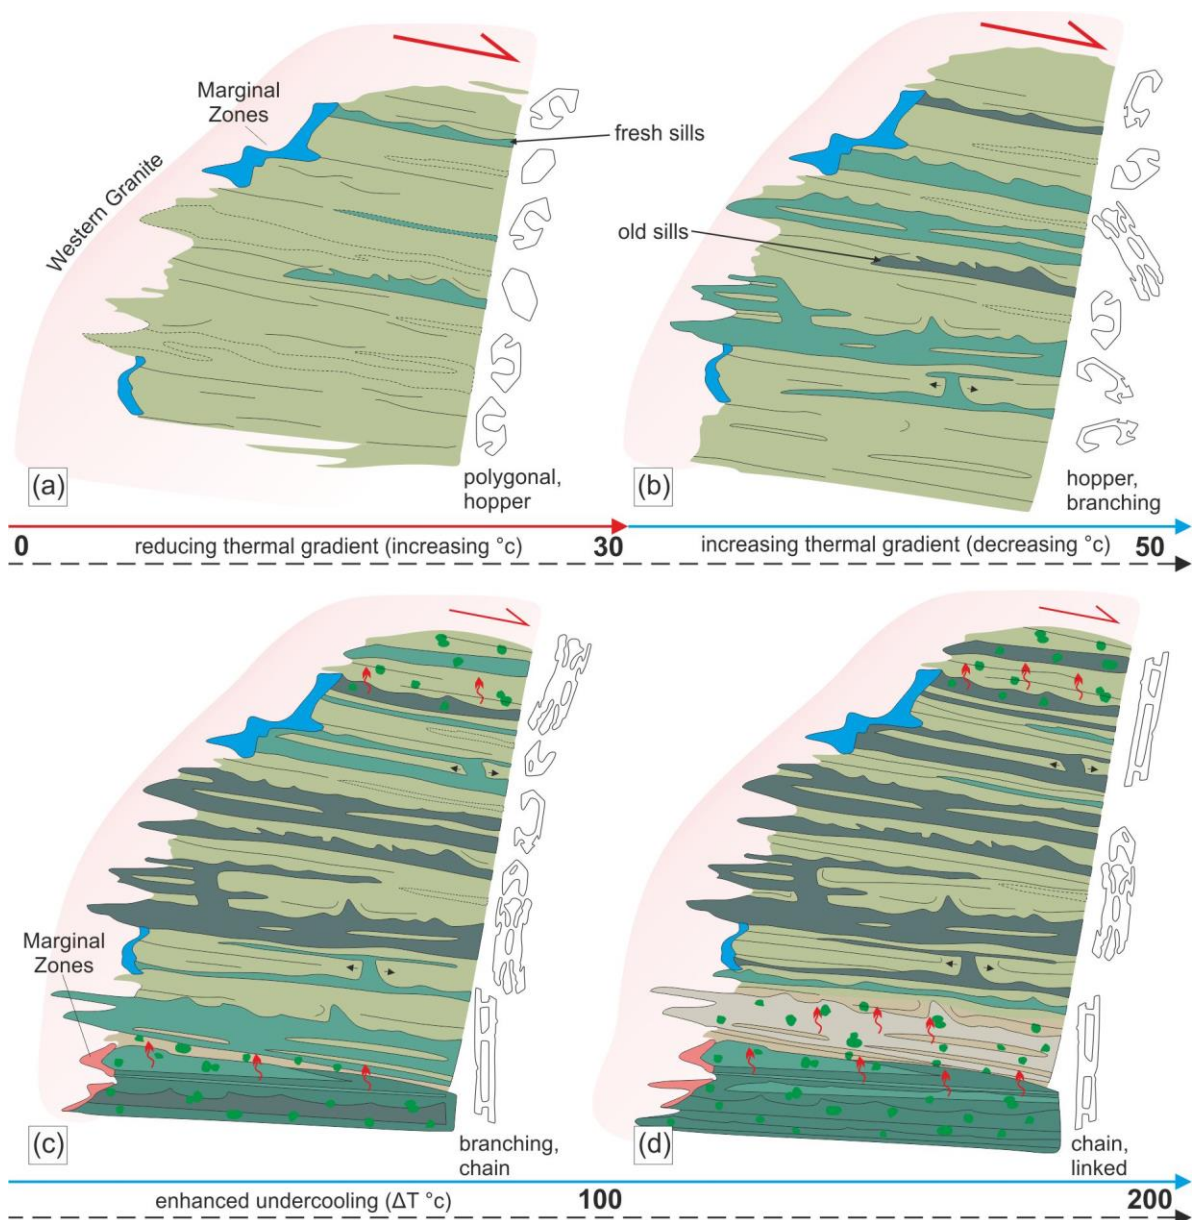 Marginal
Zones
Western Granite
fresh sills
old sills
(a)
polygonal,
hopper
(b)
hopper,
branching
0
reducing thermal gradient (increasing °c)
30
increasing thermal gradient (decreasing °c)
50
Marginal
Zones
(c)
branching,
chain
(d)
chain,
linked
enhanced undercooling (ΔT °c)
100
200